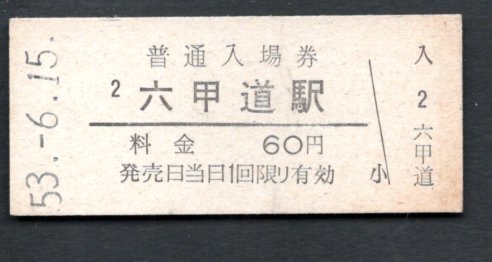 53.-6.15.
普通入場券
2 六甲道駅
料金 60円
発売日当日1回限り有効
小
入
2
六甲道